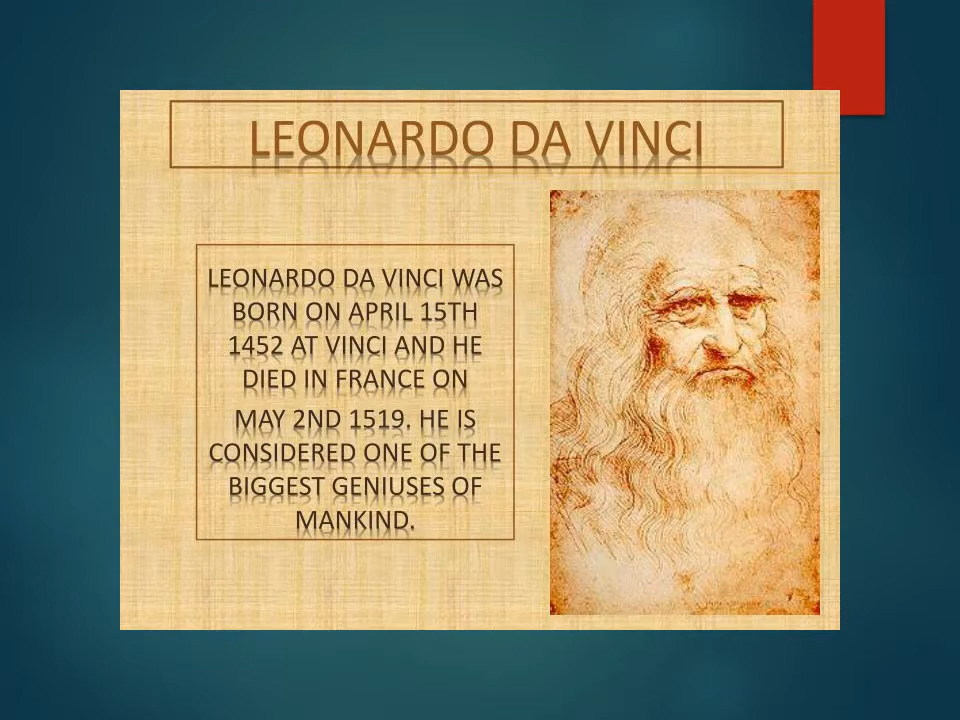 LEONARDO DA VINCI
LEONARDO DA VINCI WAS
BORN ON APRIL 15TH
1452 AT VINCI AND HE
DIED IN FRANCE ON
MAY 2ND 1519. HE IS
CONSIDERED ONE OF THE
BIGGEST GENIUSES OF
MANKIND.